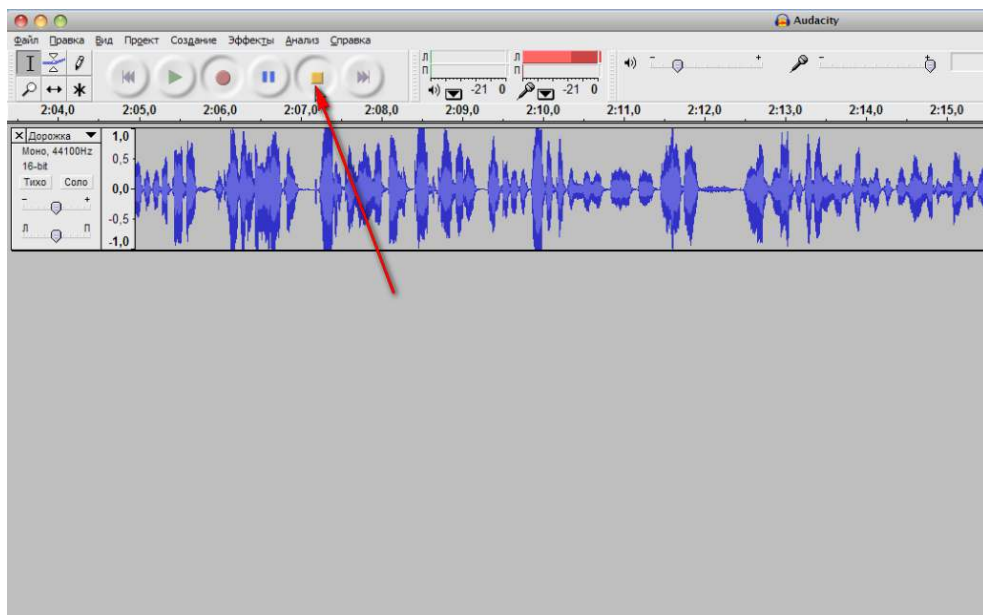 Audacity
Файл Правка Вид Проект Создание Эффекты Анализ Справка
Л
П
-21 0
Л
П
-21 0
- +
- +
2:04,0 2:05,0 2:06,0 2:07,0 2:08,0 2:09,0 2:10,0 2:11,0 2:12,0 2:13,0 2:14,0 2:15,0
Дорожка
Моно, 44100Hz
16-bit
Тихо Соло
- +
Л П
1,0
0,5
0,0
-0,5
-1,0